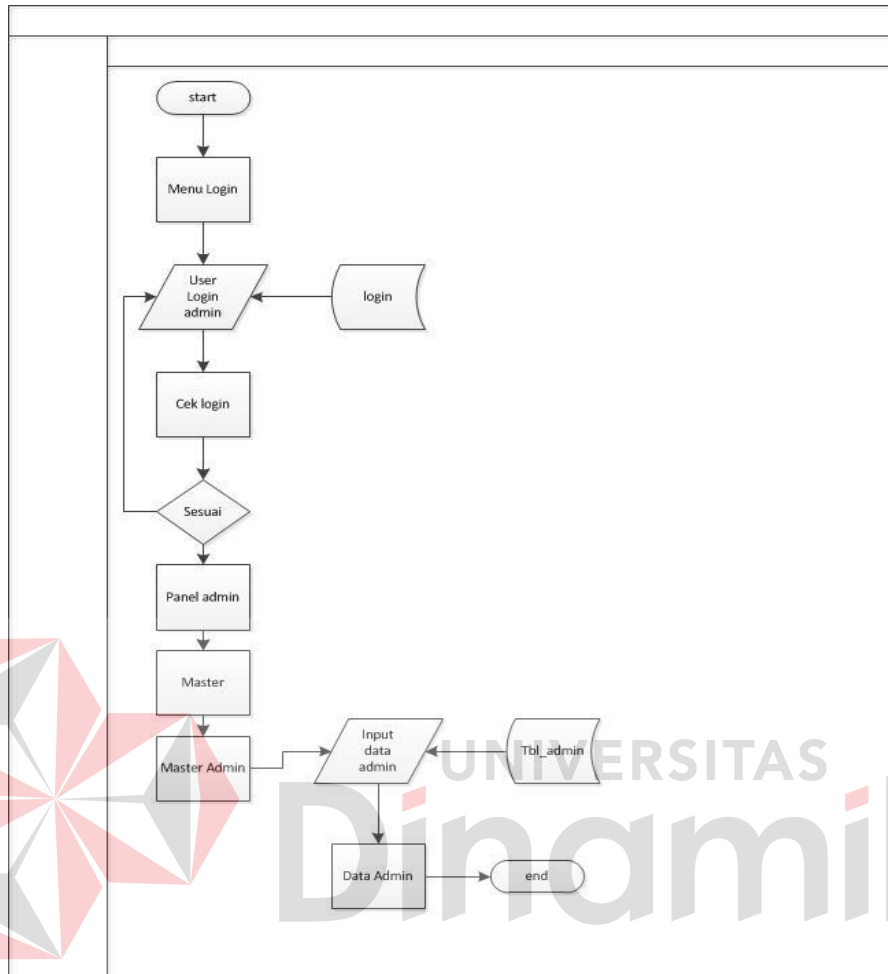 start
Menu Login
User
Login
admin
login
Cek login
Sesuai
Panel admin
Master
Master Admin
Input
data
admin
Tbl_admin
Data Admin
end
UNIVERSITAS